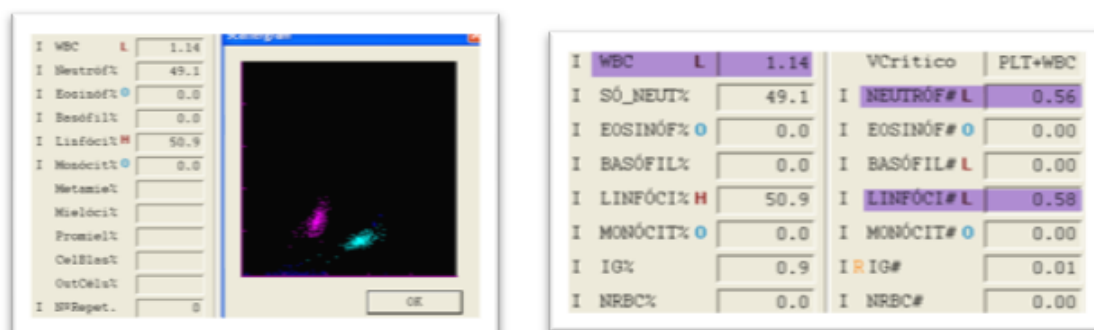 I WBC L 1.14
I Neutróf% 49.1
I Eosinóf% O 0.0
I Basófil% 0.0
I Linfóci% H 50.9
I Monócit% O 0.0
Metamiel%
Mielóci%
Promiel%
CelBlas%
OutCélu%
I NºRepet. 0
OK
I WBC L 1.14 VCrítico PLT+WBC
I SÓ_NEUT% 49.1 I NEUTRÓF# L 0.56
I EOSINÓF% O 0.0 I EOSINÓF# O 0.00
I BASÓFIL% 0.0 I BASÓFIL# L 0.00
I LINFÓCI% H 50.9 I LINFÓCI# L 0.58
I MONÓCIT% O 0.0 I MONÓCIT# O 0.00
I IG% 0.9 I R IG# 0.01
I NRBC% 0.0 I NRBC# 0.00